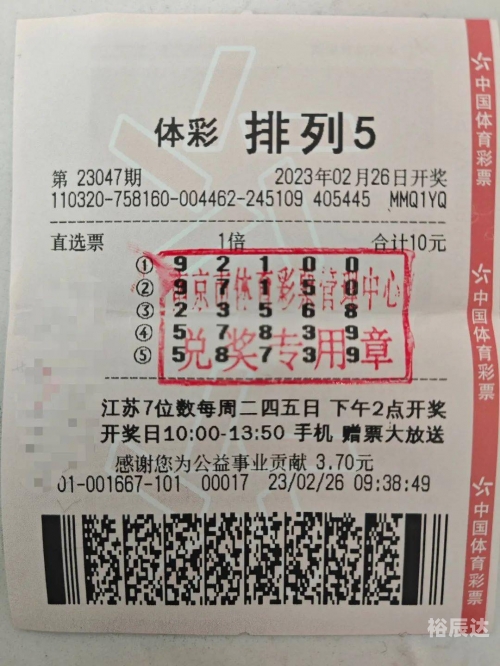 体彩 排列5
第 23047期 2023年02月26日开奖
110320-758160-004462-245109 405445 MMQ1YQ
直选票 1倍 合计10元
① 9 2 1 0 0
② 9 7 1 5 0
③ 2 3 5 6 8
④ 5 7 8 3 9
⑤ 5 8 7 3 9
南京市体育彩票管理中心
兑奖专用章
江苏7位数每周二四五日 下午2点开奖
开奖日10:00-13:50 手机 赠票大放送
感谢您为公益事业贡献 3.70元
01-001667-101 00017 23/02/26 09:38:49
中国体育彩票
中国体育彩票
中国体育彩票
裕辰达